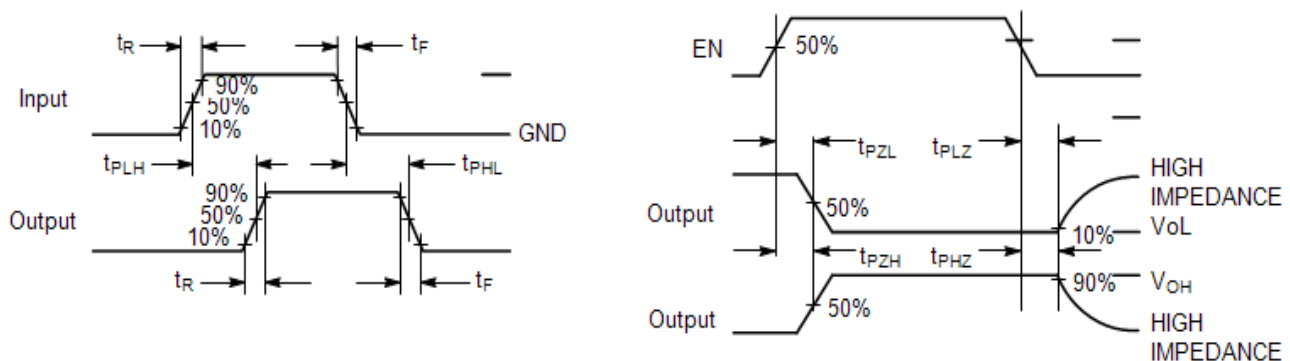 tR
tF
Input
90%
50%
10%
GND
tPLH
tPHL
Output
90%
50%
10%
tR
tF
EN
50%
tPZL
tPLZ
Output
50%
HIGH
IMPEDANCE
10%
VoL
tPZH
tPHZ
Output
50%
90%
VOH
HIGH
IMPEDANCE